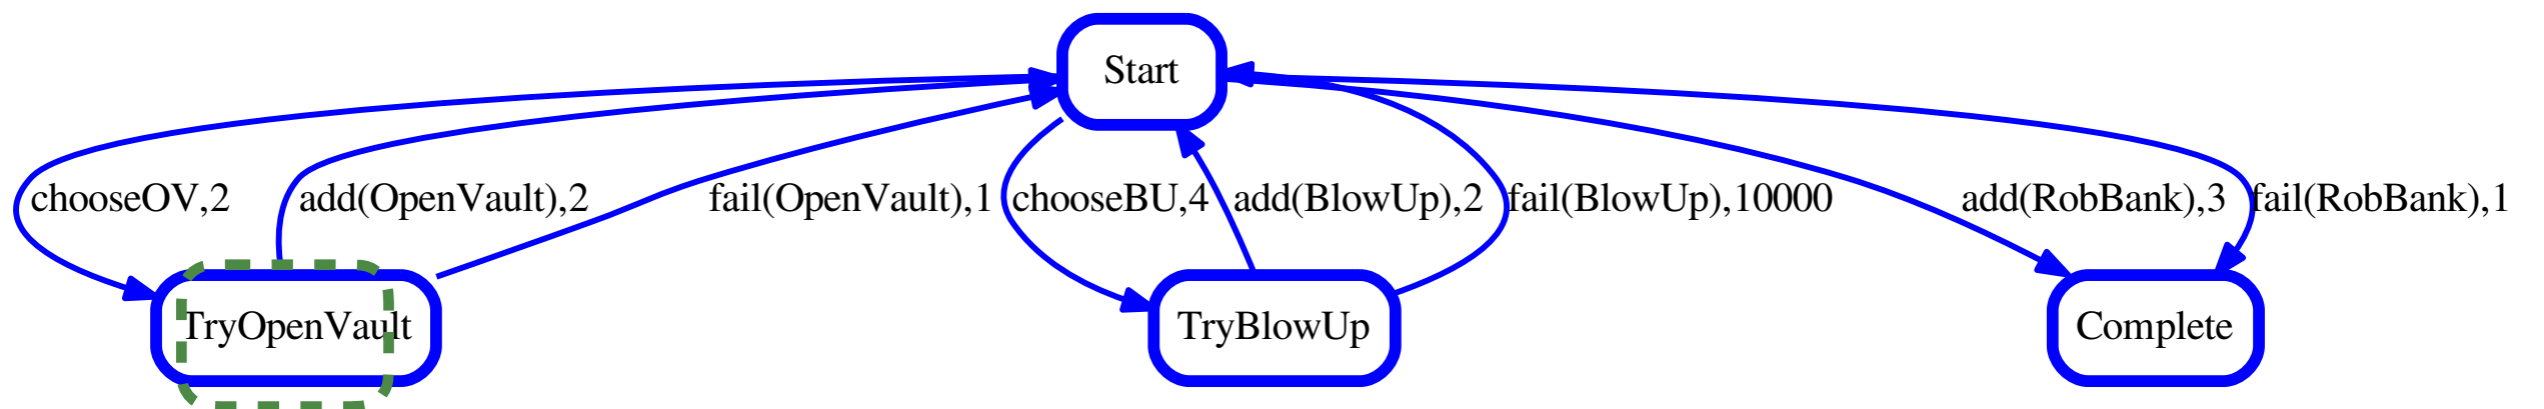 Start
chooseOV,2
add(OpenVault),2
fail(OpenVault),1
chooseBU,4
add(BlowUp),2
fail(BlowUp),10000
add(RobBank),3
fail(RobBank),1
TryOpenVault
TryBlowUp
Complete